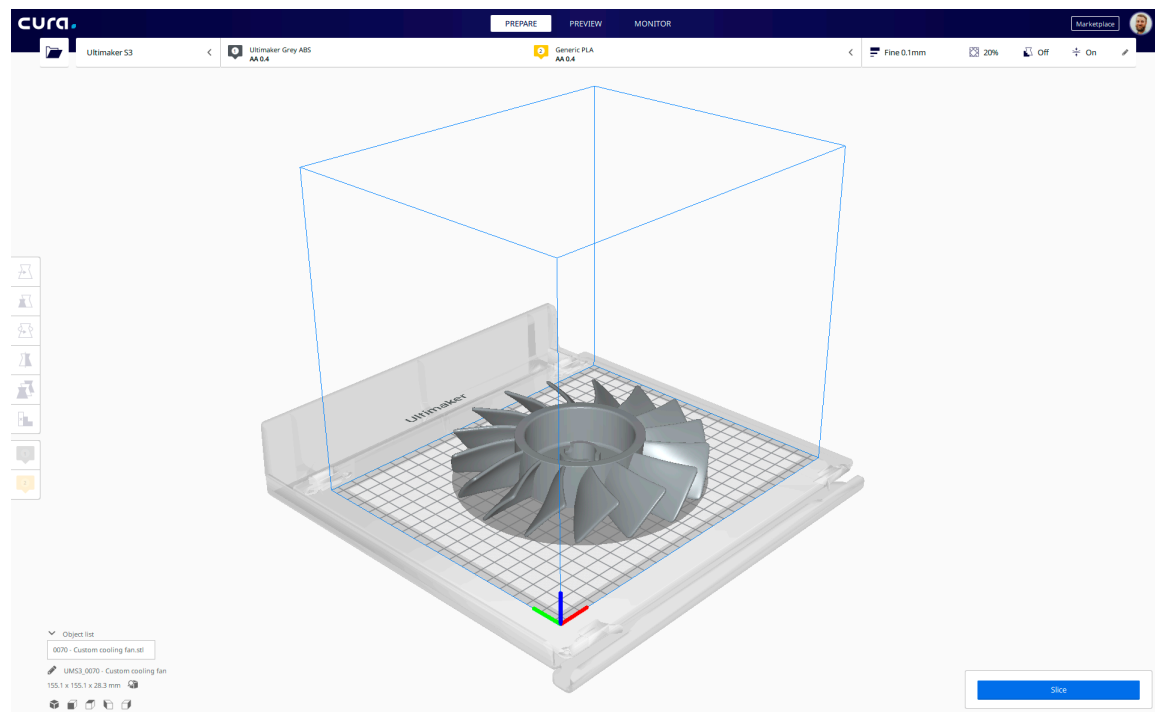 cura.
PREPARE PREVIEW MONITOR
Marketplace
Ultimaker S3
1
Ultimaker Grey ABS
AA 0.4
2
Generic PLA
AA 0.4
Fine 0.1mm
20%
Off
On
Ultimaker
Object list
0070 - Custom cooling fan.stl
UMS3_0070 - Custom cooling fan
155.1 x 155.1 x 28.3 mm
Slice